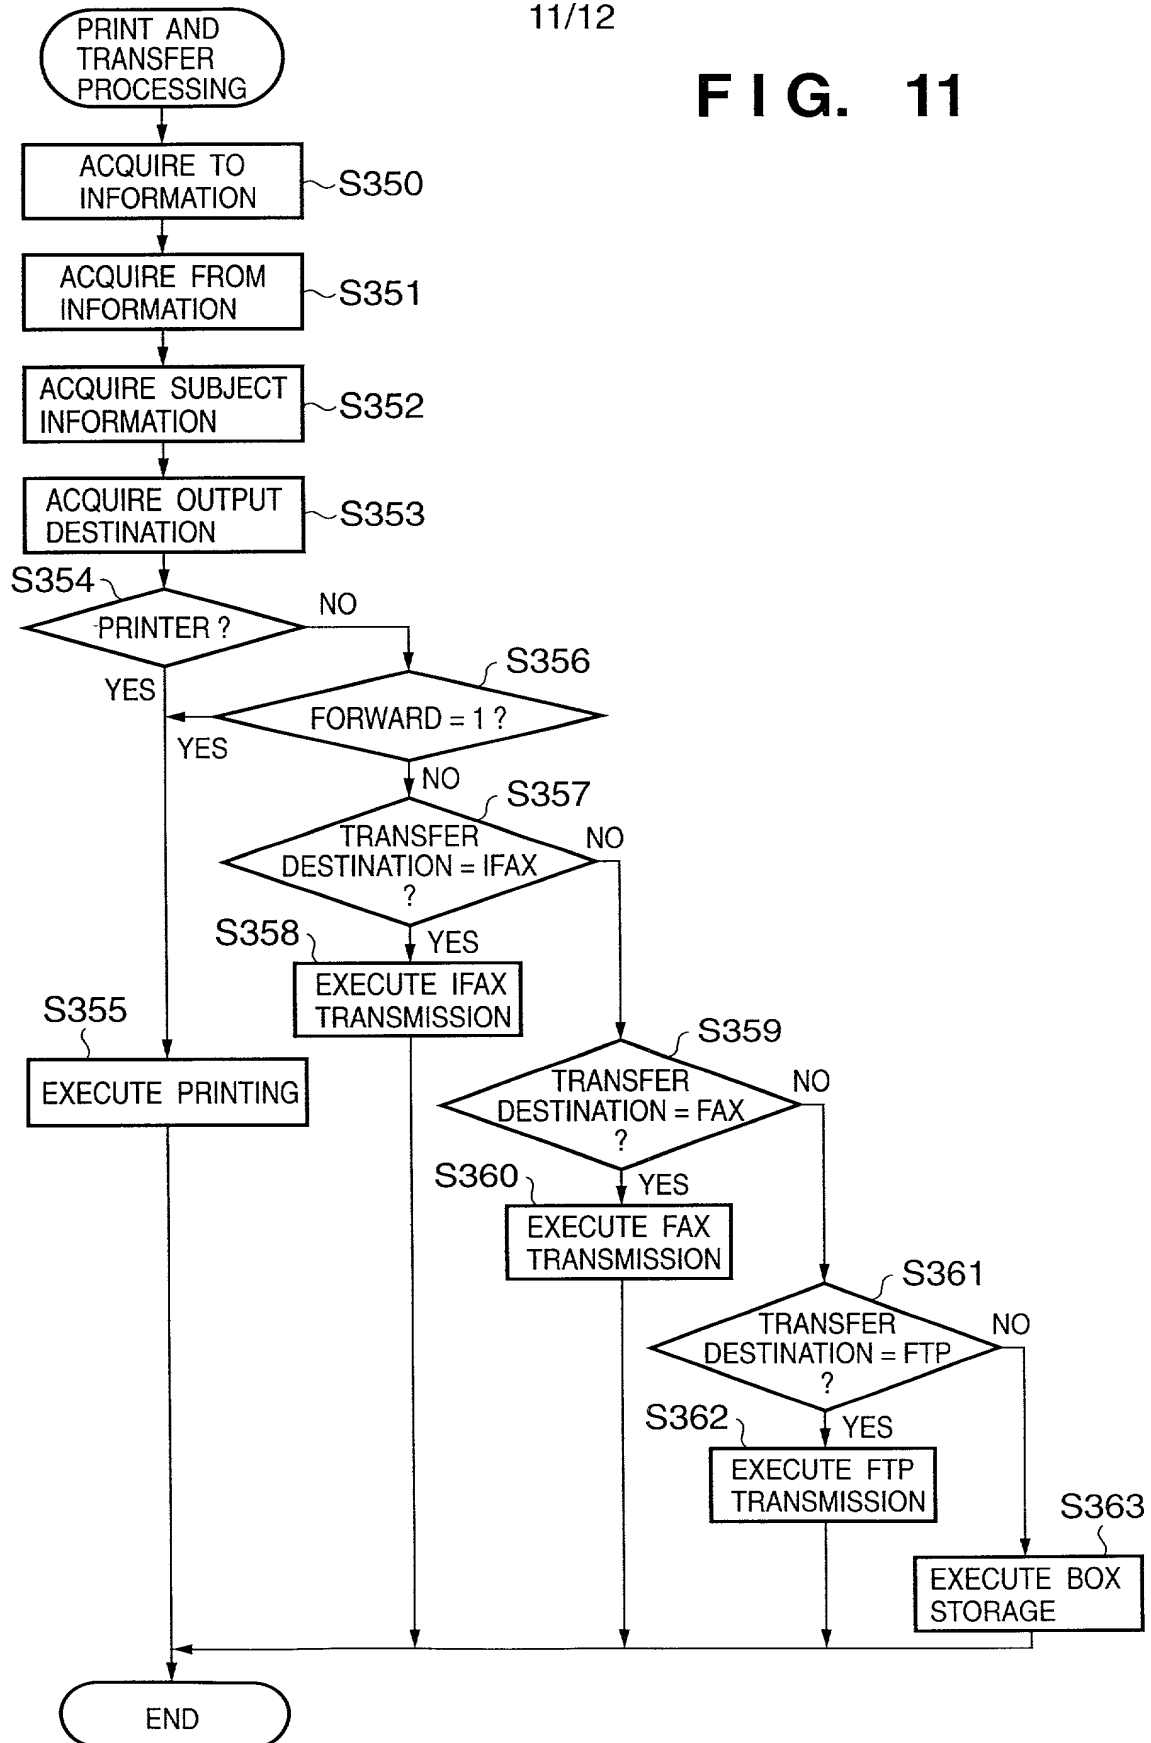 11/12
FIG. 11
PRINT AND
TRANSFER
PROCESSING
ACQUIRE TO
INFORMATION
S350
ACQUIRE FROM
INFORMATION
S351
ACQUIRE SUBJECT
INFORMATION
S352
ACQUIRE OUTPUT
DESTINATION
S353
S354
PRINTER ?
NO
YES
S356
FORWARD = 1 ?
YES
NO
S357
TRANSFER
DESTINATION = IFAX
?
NO
YES
S358
EXECUTE IFAX
TRANSMISSION
S355
EXECUTE PRINTING
S359
TRANSFER
DESTINATION = FAX
?
NO
YES
S360
EXECUTE FAX
TRANSMISSION
S361
TRANSFER
DESTINATION = FTP
?
NO
YES
S362
EXECUTE FTP
TRANSMISSION
S363
EXECUTE BOX
STORAGE
END